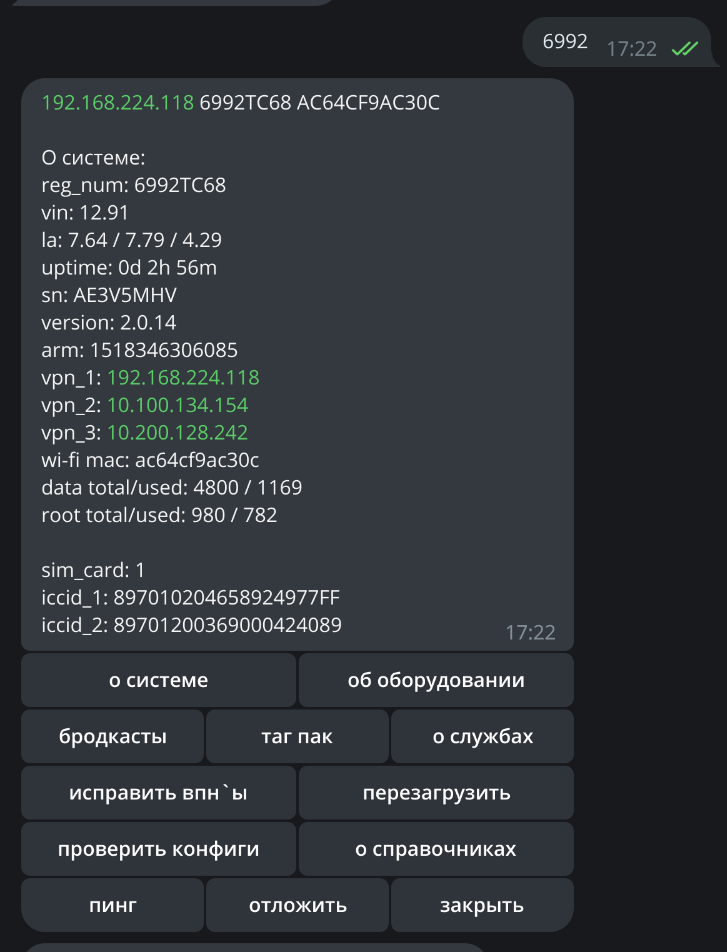 6992 17:22
192.168.224.118 6992TC68 AC64CF9AC30C
О системе:
reg_num: 6992TC68
vin: 12.91
la: 7.64 / 7.79 / 4.29
uptime: 0d 2h 56m
sn: AE3V5MHV
version: 2.0.14
arm: 1518346306085
vpn_1: 192.168.224.118
vpn_2: 10.100.134.154
vpn_3: 10.200.128.242
wi-fi mac: ac64cf9ac30c
data total/used: 4800 / 1169
root total/used: 980 / 782
sim_card: 1
iccid_1: 897010204658924977FF
iccid_2: 89701200369000424089
17:22
о системе об оборудовании
бродкасты таг пак о службах
исправить впн`ы перезагрузить
проверить конфиги о справочниках
пинг отложить закрыть